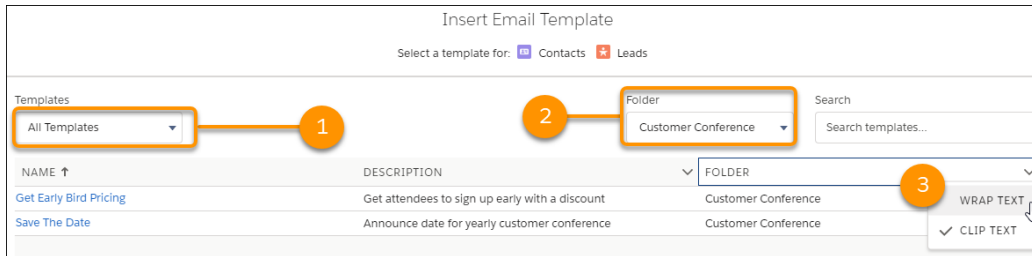 Insert Email Template
Select a template for: Contacts Leads
Templates
Folder
Search
All Templates
1
2
Customer Conference
Search templates...
NAME ↑ DESCRIPTION FOLDER
3
Get Early Bird Pricing Get attendees to sign up early with a discount Customer Conference
WRAP TEXT
Save The Date Announce date for yearly customer conference Customer Conference
✓ CLIP TEXT